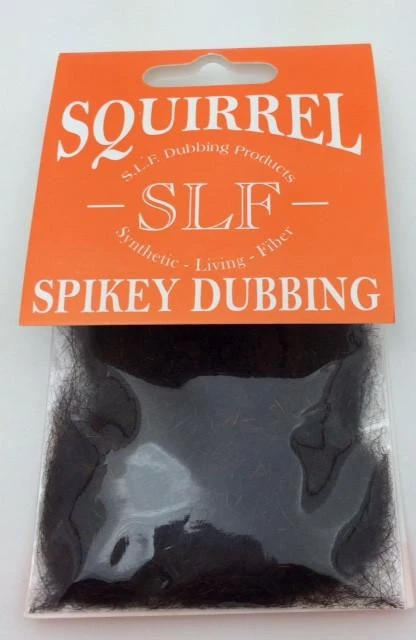 SQUIRREL
S.L.F. Dubbing Products
— SLF —
Synthetic - Living - Fiber
SPIKEY DUBBING